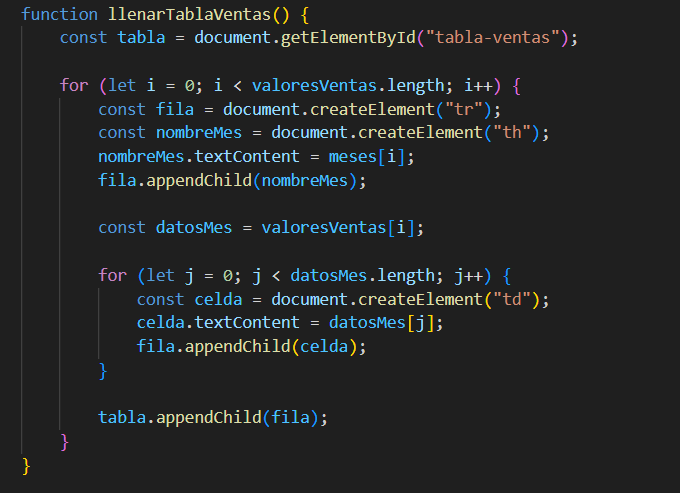 function llenarTablaVentas() {
    const tabla = document.getElementById("tabla-ventas");

    for (let i = 0; i < valoresVentas.length; i++) {
        const fila = document.createElement("tr");
        const nombreMes = document.createElement("th");
        nombreMes.textContent = meses[i];
        fila.appendChild(nombreMes);

        const datosMes = valoresVentas[i];

        for (let j = 0; j < datosMes.length; j++) {
            const celda = document.createElement("td");
            celda.textContent = datosMes[j];
            fila.appendChild(celda);
        }

        tabla.appendChild(fila);
    }
}